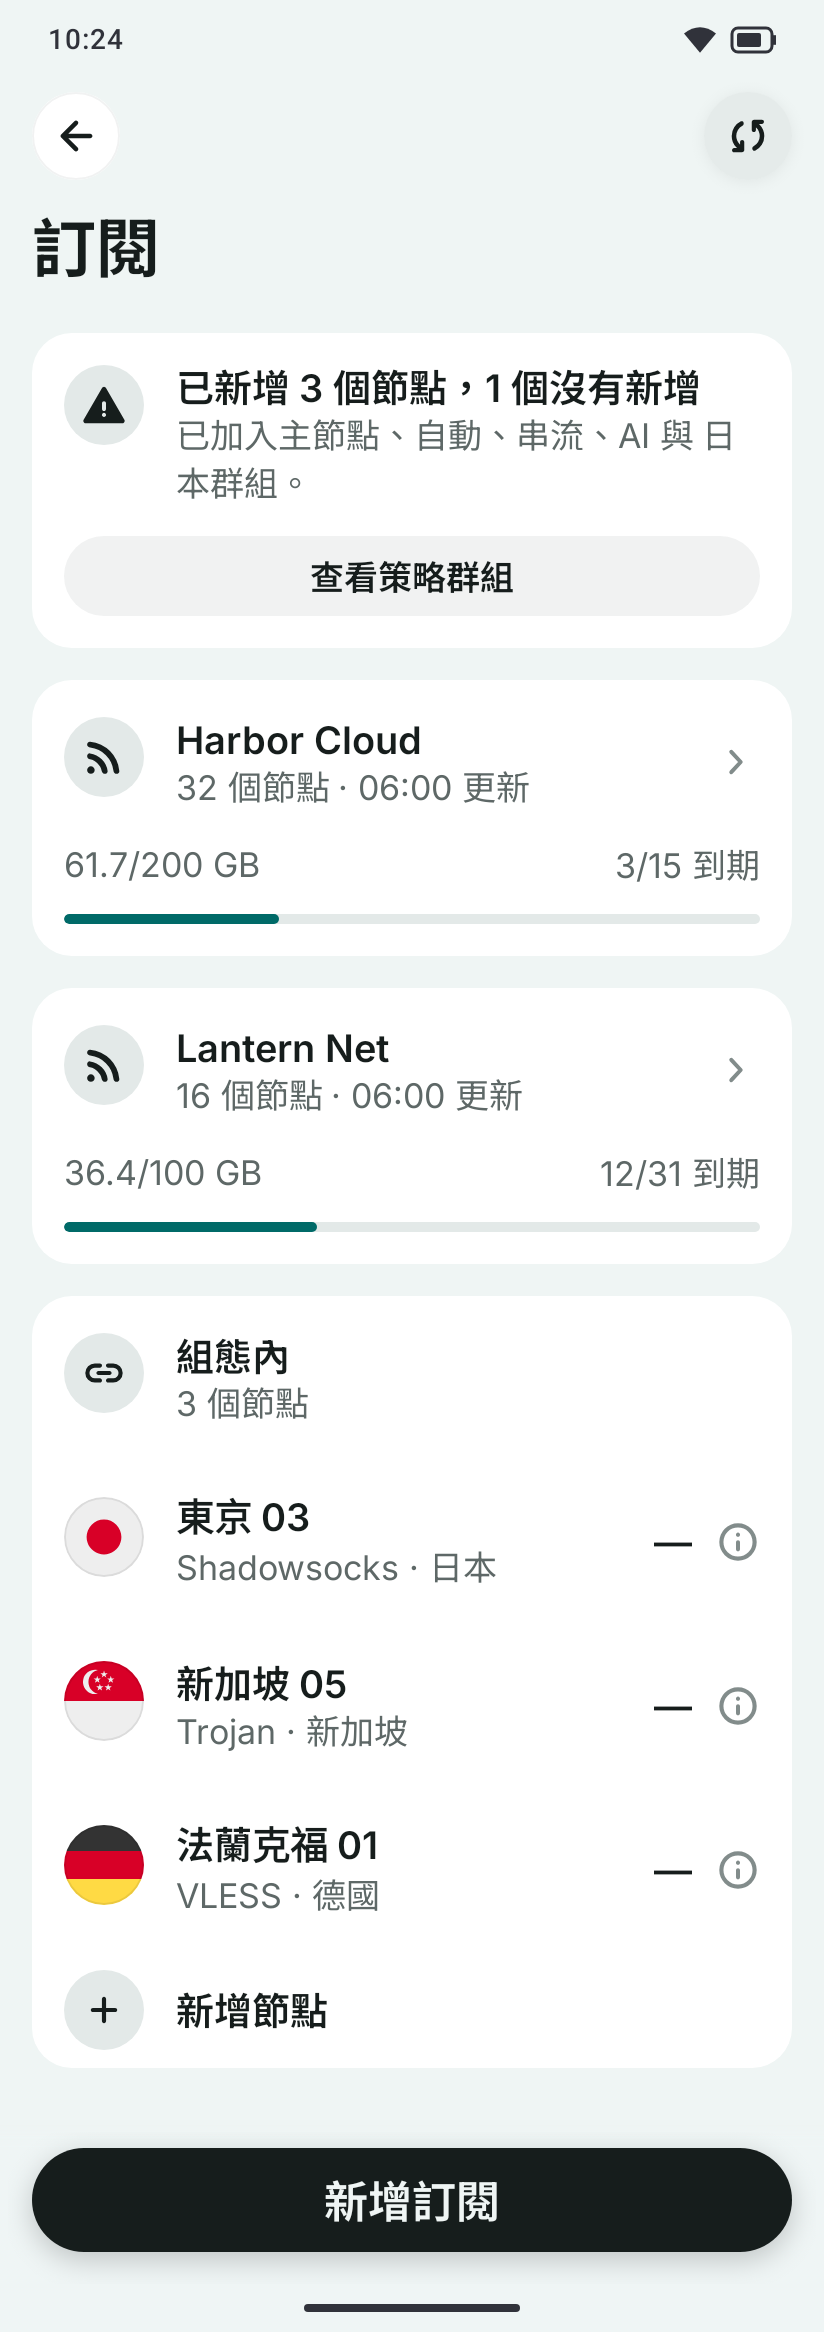 10:24
訂閱
已新增 3 個節點，1 個沒有新增
已加入主節點、自動、串流、AI 與 日
本群組。
查看策略群組
Harbor Cloud
32 個節點 · 06:00 更新
61.7/200 GB
3/15 到期
Lantern Net
16 個節點 · 06:00 更新
36.4/100 GB
12/31 到期
組態內
3 個節點
東京 03
Shadowsocks · 日本
—
新加坡 05
Trojan · 新加坡
—
法蘭克福 01
VLESS · 德國
—
新增節點
新增訂閱